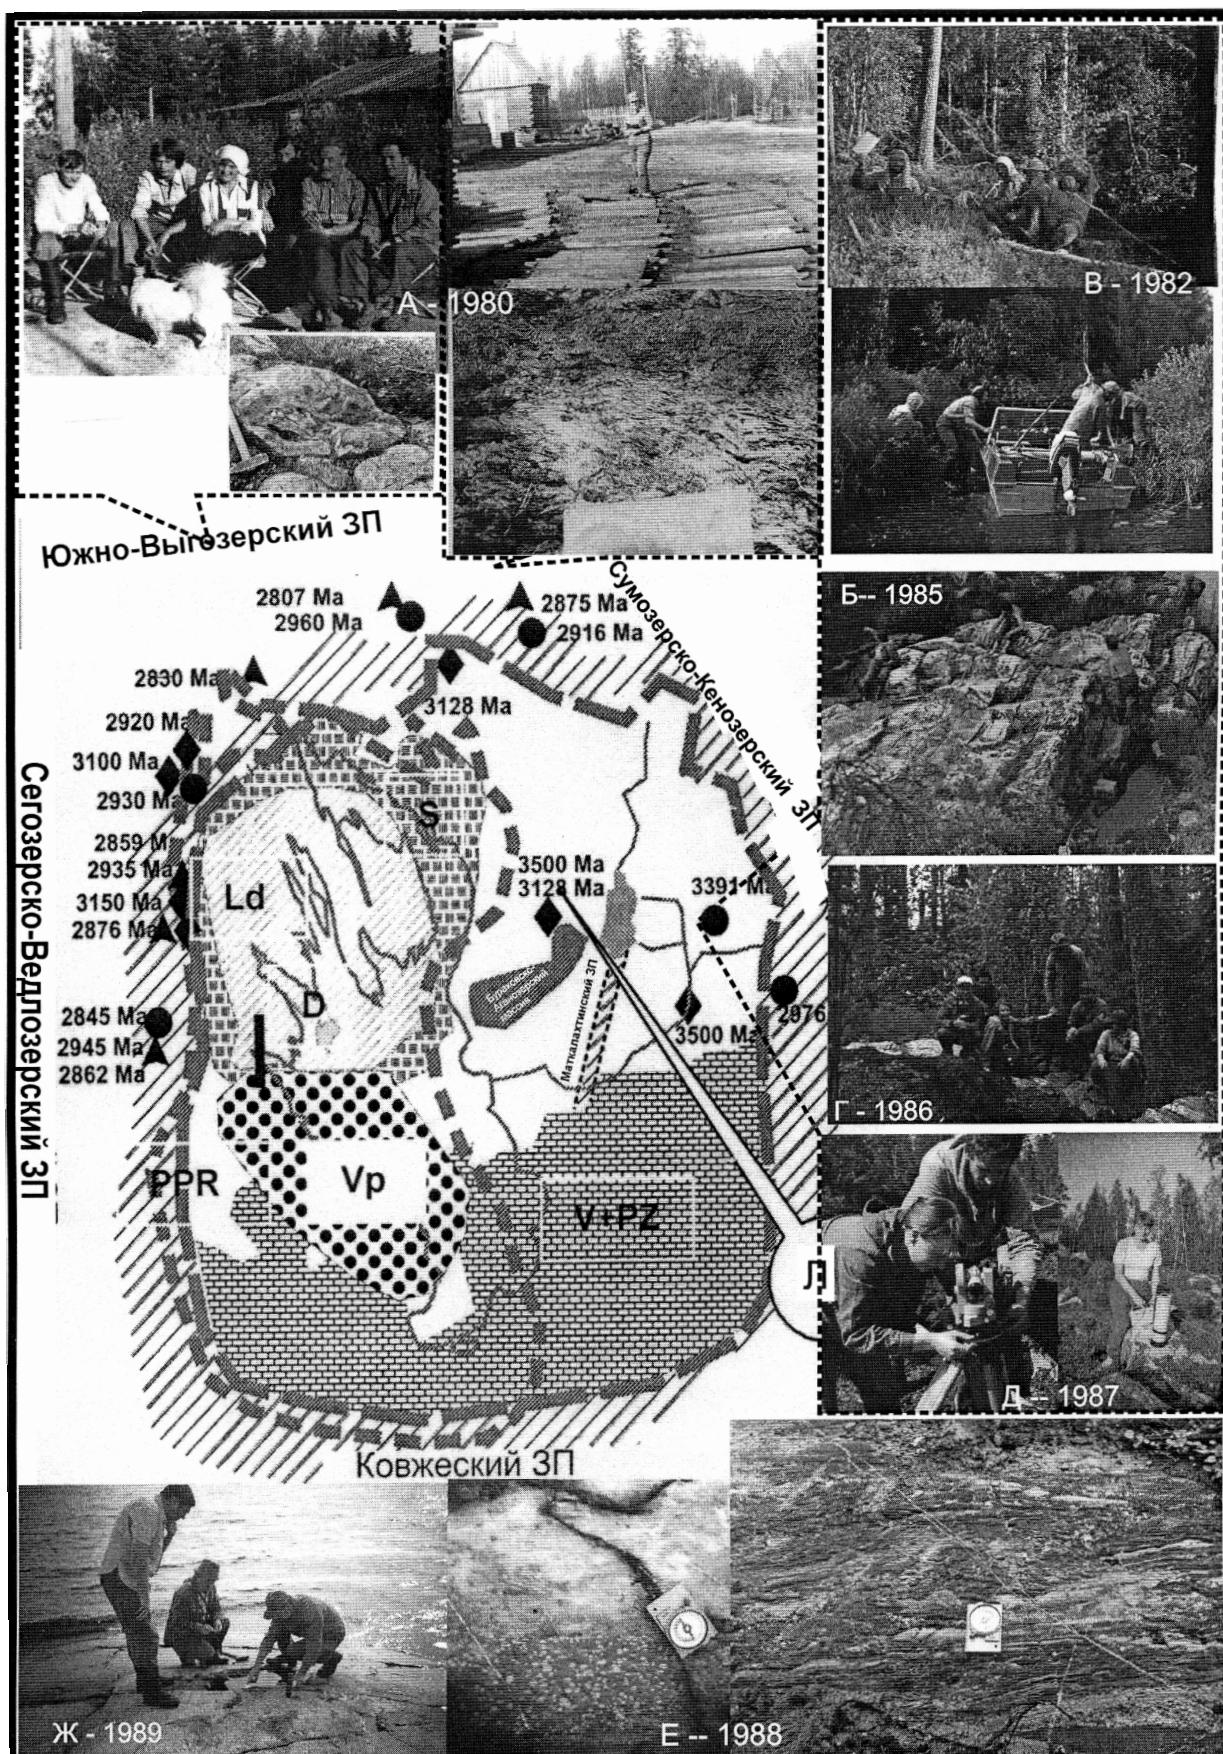 А - 1980
В - 1982
Южно-Выгозерский ЗП
Сумозерско-Кенозерский ЗП
Б-- 1985
2807 Ma
2960 Ma
2875 Ma
2916 Ma
2830 Ma
2920 Ma
3128 Ma
3100 Ma
2930 Ma
S
2859 M
2935 Ma
3150 Ma
2876 Ma
Ld
3500 Ma
3128 Ma
3391 Ma
Сегозерско-Ведлозерский ЗП
Маткалахтинский ЗП
D
2976
3500 Ma
2845 Ma
2945 Ma
2862 Ma
Г - 1986
PPR
Vp
V+PZ
Л
Д -- 1987
Ковжеский ЗП
Ж - 1989
Е -- 1988